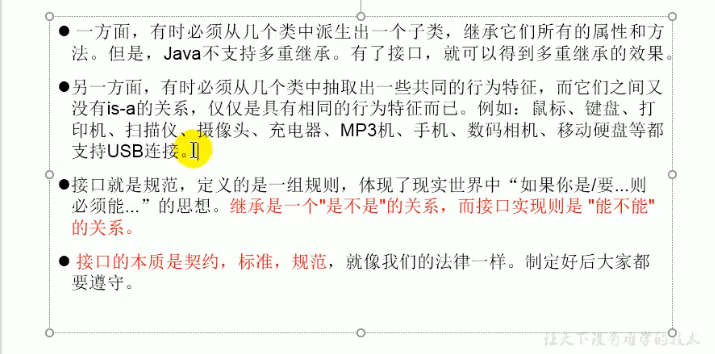 ● 一方面，有时必须从几个类中派生出一个子类，继承它们所有的属性和方
法。但是，Java不支持多重继承。有了接口，就可以得到多重继承的效果。
●另一方面，有时必须从几个类中抽取出一些共同的行为特征，而它们之间又
没有is-a的关系，仅仅是具有相同的行为特征而已。例如：鼠标、键盘、打
印机、扫描仪、摄像头、充电器、MP3机、手机、数码相机、移动硬盘等都
支持USB连接。
●接口就是规范，定义的是一组规则，体现了现实世界中“如果你是/要...则
必须能...”的思想。继承是一个"是不是"的关系，而接口实现则是 "能不能"
的关系。
● 接口的本质是契约，标准，规范，就像我们的法律一样。制定好后大家都
要遵守。
让天下没有难学的技术